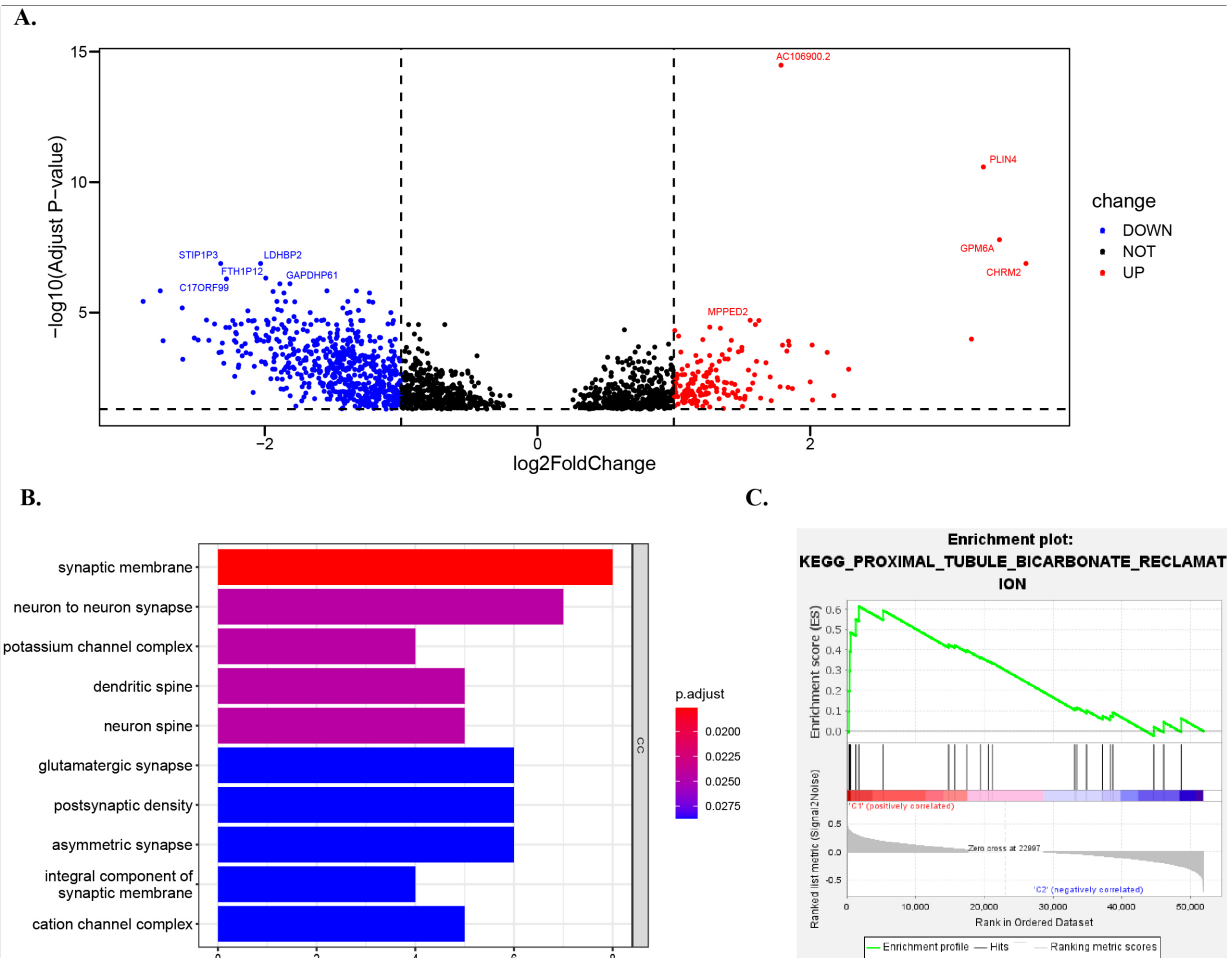 A.
15
10
5
−log10(Adjust P−value)
AC106900.2
PLIN4
GPM6A
CHRM2
MPPED2
STIP1P3
LDHBP2
FTH1P12
GAPDHP61
C17ORF99
−2
0
2
log2FoldChange
change
DOWN
NOT
UP
B.
synaptic membrane
neuron to neuron synapse
potassium channel complex
dendritic spine
neuron spine
glutamatergic synapse
postsynaptic density
asymmetric synapse
integral component of
synaptic membrane
cation channel complex
CC
p.adjust
0.0200
0.0225
0.0250
0.0275
C.
Enrichment plot:
KEGG_PROXIMAL_TUBULE_BICARBONATE_RECLAMAT
ION
Enrichment score (ES)
0.6
0.5
0.4
0.3
0.2
0.1
0.0
'C1' (positively correlated)
Ranked list metric (Signal2Noise)
0.5
0.0
-0.5
Zero cross at 22997
'C2' (negatively correlated)
0
10,000
20,000
30,000
40,000
50,000
Rank in Ordered Dataset
Enrichment profile
Hits
Ranking metric scores